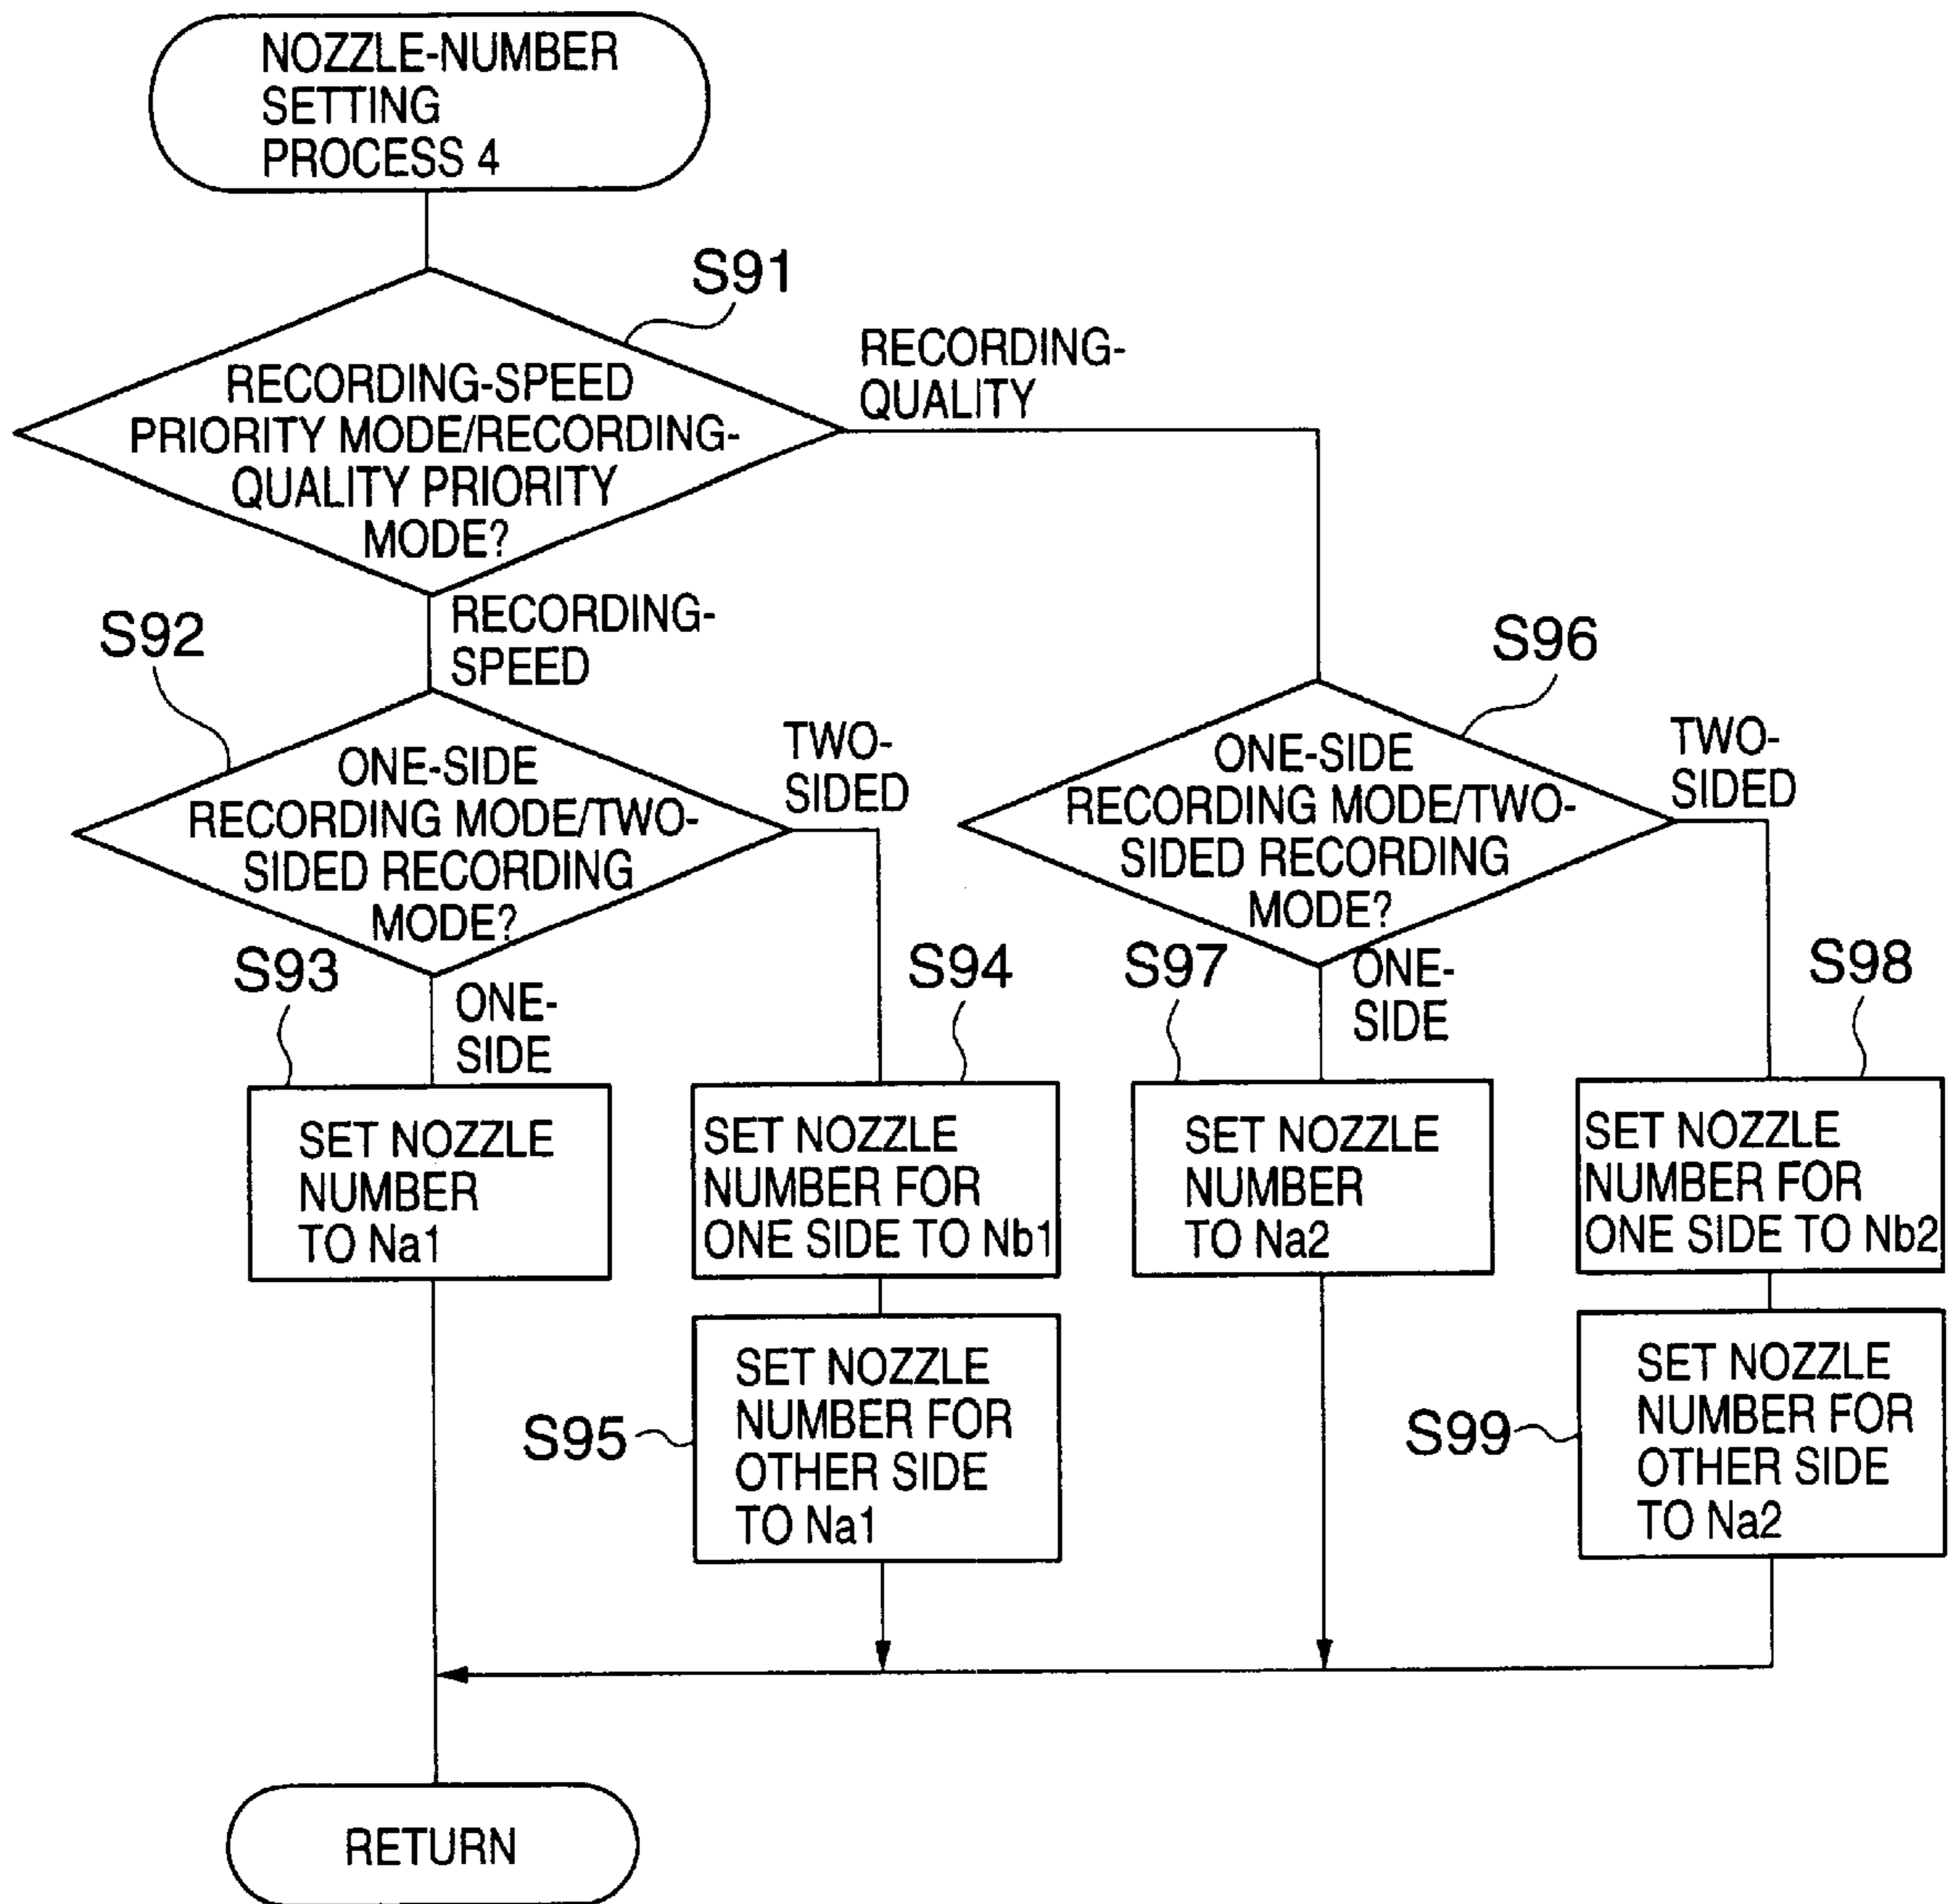 NOZZLE-NUMBER
SETTING
PROCESS 4
S91
RECORDING-SPEED
PRIORITY MODE/RECORDING-
QUALITY PRIORITY
MODE?
RECORDING-
QUALITY
RECORDING-
SPEED
S92
ONE-SIDE
RECORDING MODE/TWO-
SIDED RECORDING
MODE?
TWO-
SIDED
S96
ONE-SIDE
RECORDING MODE/TWO-
SIDED RECORDING
MODE?
TWO-
SIDED
S93
ONE-
SIDE
SET NOZZLE
NUMBER
TO Na1
S94
SET NOZZLE
NUMBER FOR
ONE SIDE TO Nb1
S97
ONE-
SIDE
SET NOZZLE
NUMBER
TO Na2
S98
SET NOZZLE
NUMBER FOR
ONE SIDE TO Nb2
S95
SET NOZZLE
NUMBER FOR
OTHER SIDE
TO Na1
S99
SET NOZZLE
NUMBER FOR
OTHER SIDE
TO Na2
RETURN